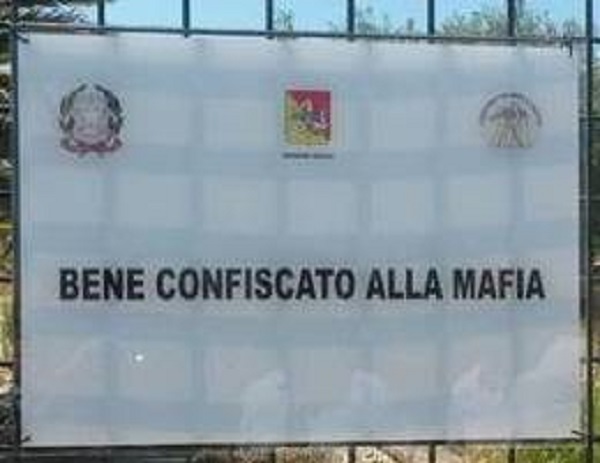 BENE CONFISCATO ALLA MAFIA